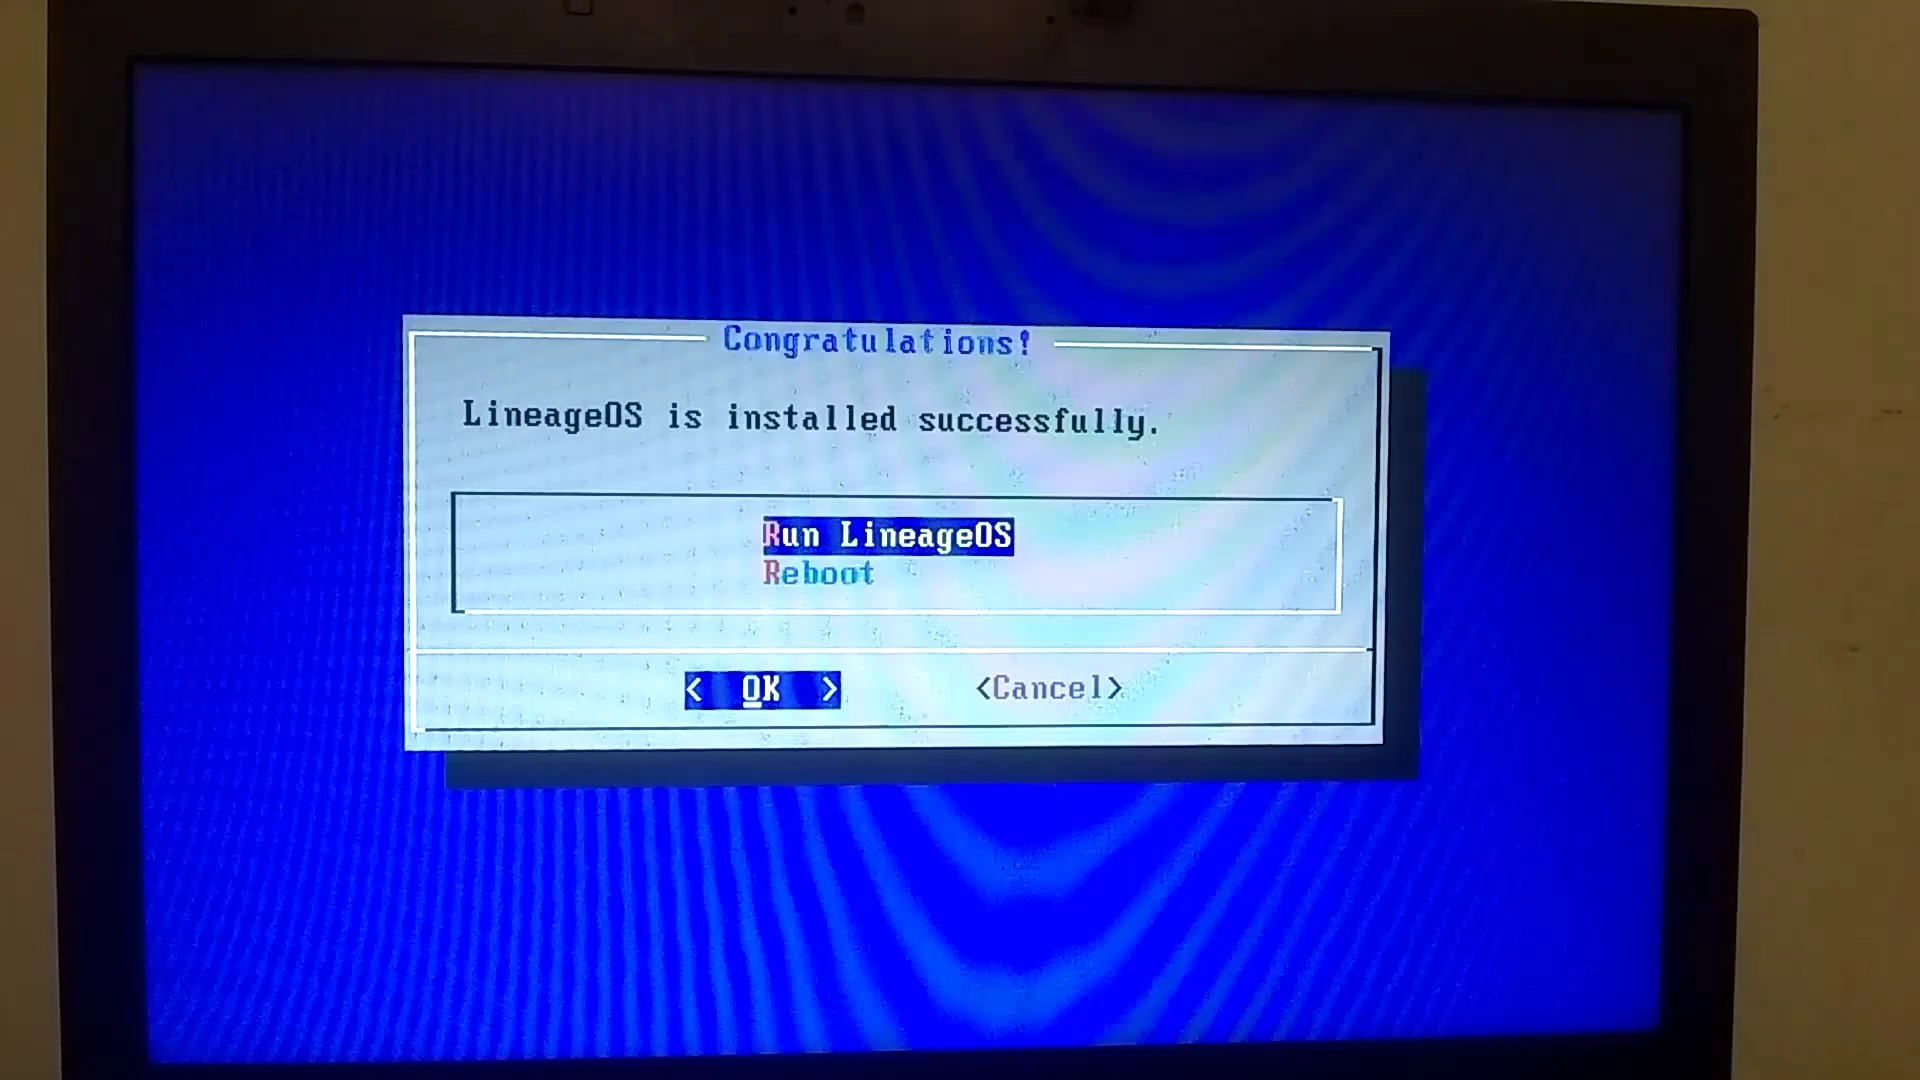 Congratulations!
LineageOS is installed successfully.
Run LineageOS
Reboot
< OK >
<Cancel>